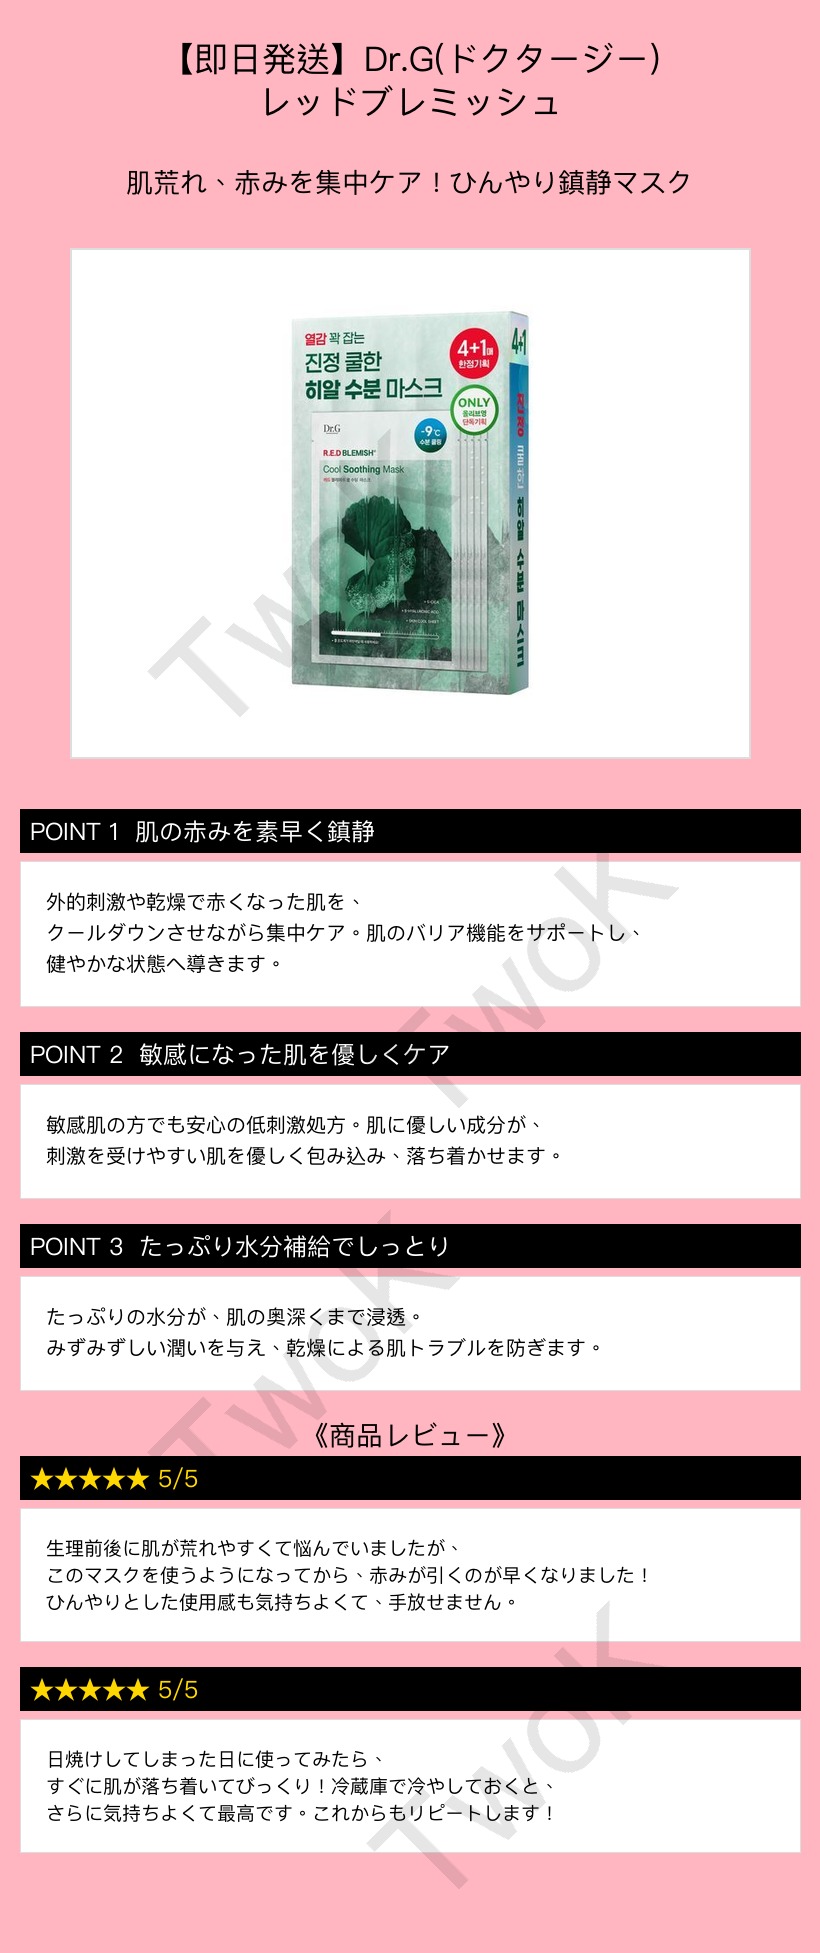 【即日発送】Dr.G(ドクタージー)
レッドブレミッシュ
肌荒れ、赤みを集中ケア！ひんやり鎮静マスク
열감 꽉 잡는
진정 쿨한
히알 수분 마스크
4+1매
한정기획
ONLY
올리브영
단독기획
Dr.G
-9℃
수분 쿨링
R.E.D BLEMISH
Cool Soothing Mask
4+1
진정
히알 수분 마스크
TwoK
POINT 1 肌の赤みを素早く鎮静
外的刺激や乾燥で赤くなった肌を、
クールダウンさせながら集中ケア。肌のバリア機能をサポートし、
健やかな状態へ導きます。
TwoK
POINT 2 敏感になった肌を優しくケア
敏感肌の方でも安心の低刺激処方。肌に優しい成分が、
刺激を受けやすい肌を優しく包み込み、落ち着かせます。
POINT 3 たっぷり水分補給でしっとり
たっぷりの水分が、肌の奥深くまで浸透。
みずみずしい潤いを与え、乾燥による肌トラブルを防ぎます。
TwoK
《商品レビュー》
★★★★★ 5/5
生理前後に肌が荒れやすくて悩んでいましたが、
このマスクを使うようになってから、赤みが引くのが早くなりました！
ひんやりとした使用感も気持ちよくて、手放せません。
★★★★★ 5/5
日焼けしてしまった日に使ってみたら、
すぐに肌が落ち着いてびっくり！冷蔵庫で冷やしておくと、
さらに気持ちよくて最高です。これからもリピートします！
TwoK